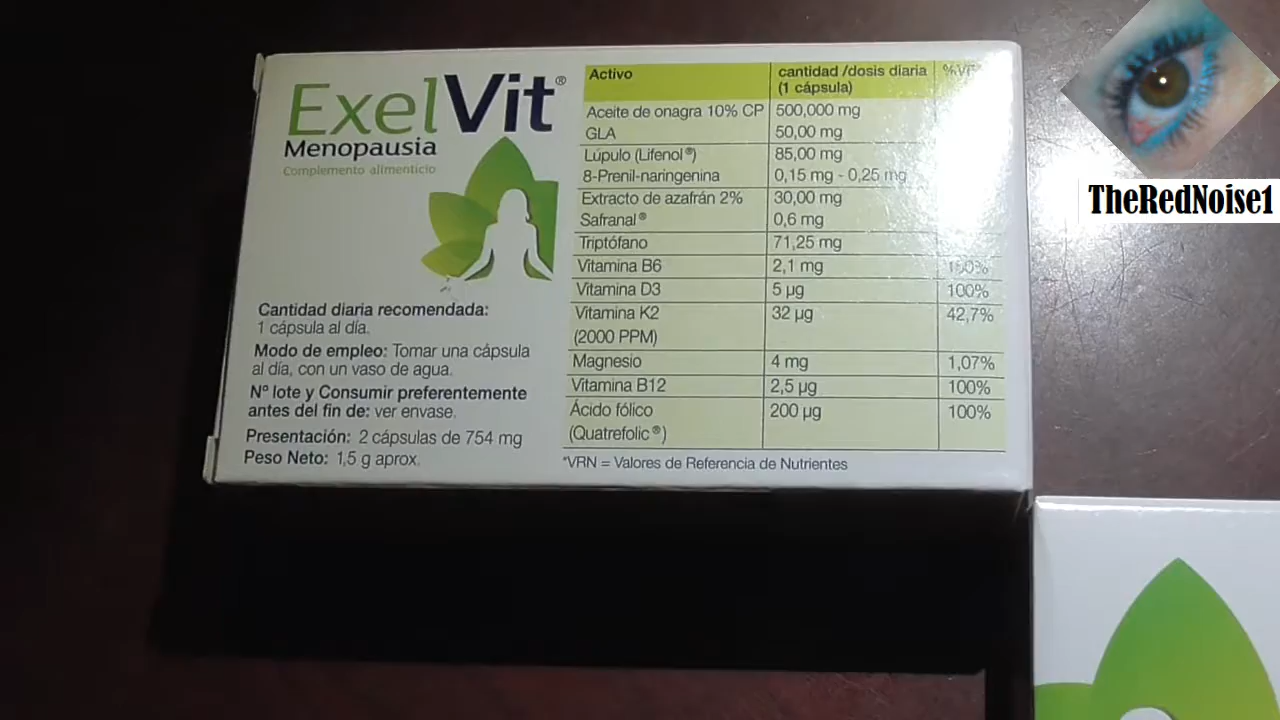 ExelVit®
Menopausia
Complemento alimenticio
Cantidad diaria recomendada:
1 cápsula al día.
Modo de empleo: Tomar una cápsula
al día, con un vaso de agua.
Nº lote y Consumir preferentemente
antes del fin de: ver envase.
Presentación: 2 cápsulas de 754 mg
Peso Neto: 1,5 g aprox.
Activo cantidad /dosis diaria
(1 cápsula)
Aceite de onagra 10% CP 500,000 mg
GLA 50,00 mg
Lúpulo (Lifenol®) 85,00 mg
8-Prenil-naringenina 0,15 mg - 0,25 mg
Extracto de azafrán 2% 30,00 mg
Safranal® 0,6 mg
Triptófano 71,25 mg
Vitamina B6 2,1 mg 100%
Vitamina D3 5 µg 100%
Vitamina K2 32 µg 42,7%
(2000 PPM)
Magnesio 4 mg 1,07%
Vitamina B12 2,5 µg 100%
Ácido fólico 200 µg 100%
(Quatrefolic®)
*VRN = Valores de Referencia de Nutrientes
TheRedNoise1